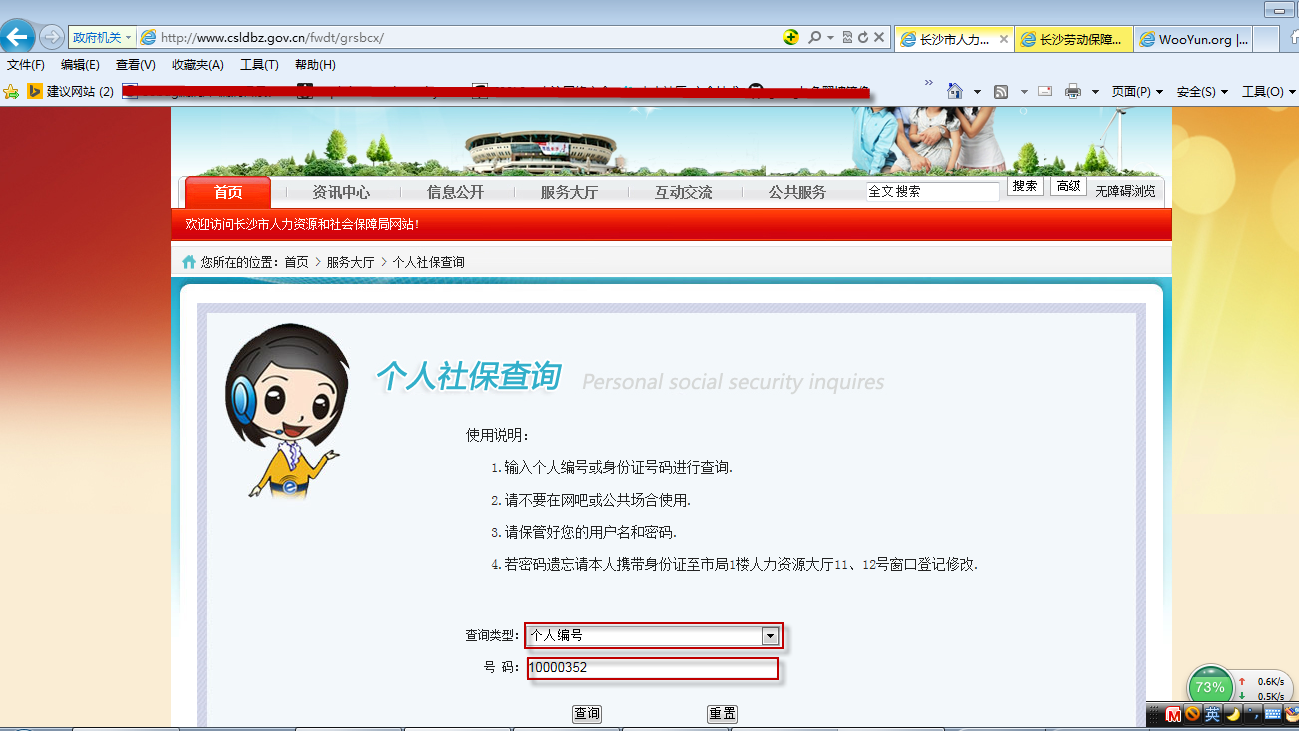 政府机关 http://www.csldbz.gov.cn/fwdt/grsbcx/ 长沙市人力... 长沙劳动保障... WooYun.org |...
文件(F) 编辑(E) 查看(V) 收藏夹(A) 工具(T) 帮助(H)
建议网站 (2) » 页面(P) 安全(S) 工具(O)
首页 资讯中心 信息公开 服务大厅 互动交流 公共服务 全文搜索 搜索 高级 无障碍浏览
欢迎访问长沙市人力资源和社会保障局网站!
您所在的位置：首页 > 服务大厅 > 个人社保查询
个人社保查询 Personal social security inquires
使用说明：
1. 输入个人编号或身份证号码进行查询.
2. 请不要在网吧或公共场合使用.
3. 请保管好您的用户名和密码.
4. 若密码遗忘请本人携带身份证至市局1楼人力资源大厅11、12号窗口登记修改.
查询类型： 个人编号
号 码： 10000352
查询 重置
73% 0.6K/s
0.5K/s
英